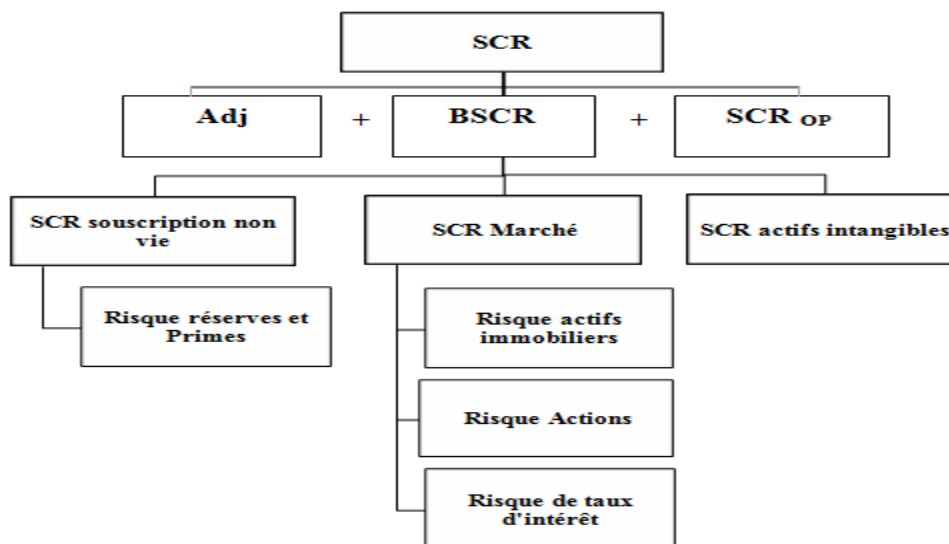 SCR
Adj + BSCR + SCR OP
SCR souscription non
vie
SCR Marché
SCR actifs intangibles
Risque réserves et
Primes
Risque actifs
immobiliers
Risque Actions
Risque de taux
d'intérêt